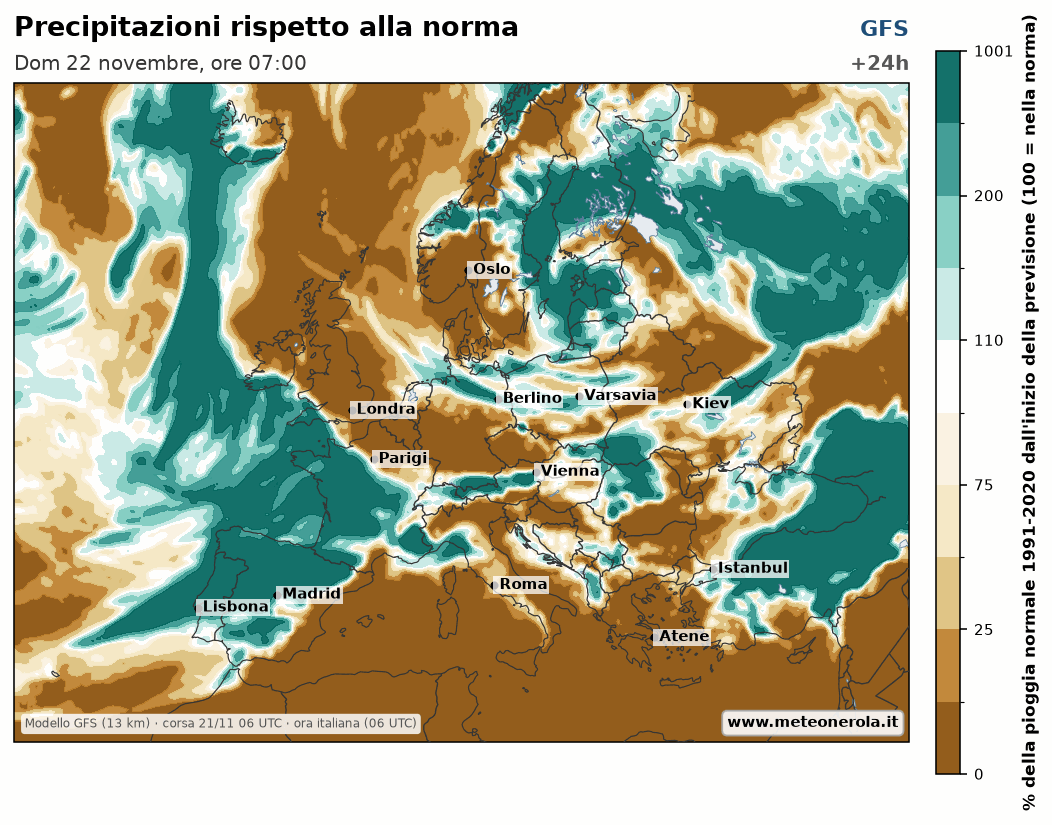 Precipitazioni rispetto alla norma
GFS
Dom 22 novembre, ore 07:00
+24h
1001
200
110
75
25
0
% della pioggia normale 1991-2020 dall'inizio della previsione (100 = nella norma)
Oslo
Londra
Berlino
Varsavia
Kiev
Parigi
Vienna
Istanbul
Roma
Madrid
Lisbona
Atene
Modello GFS (13 km) · corsa 21/11 06 UTC · ora italiana (06 UTC)
www.meteonerola.it